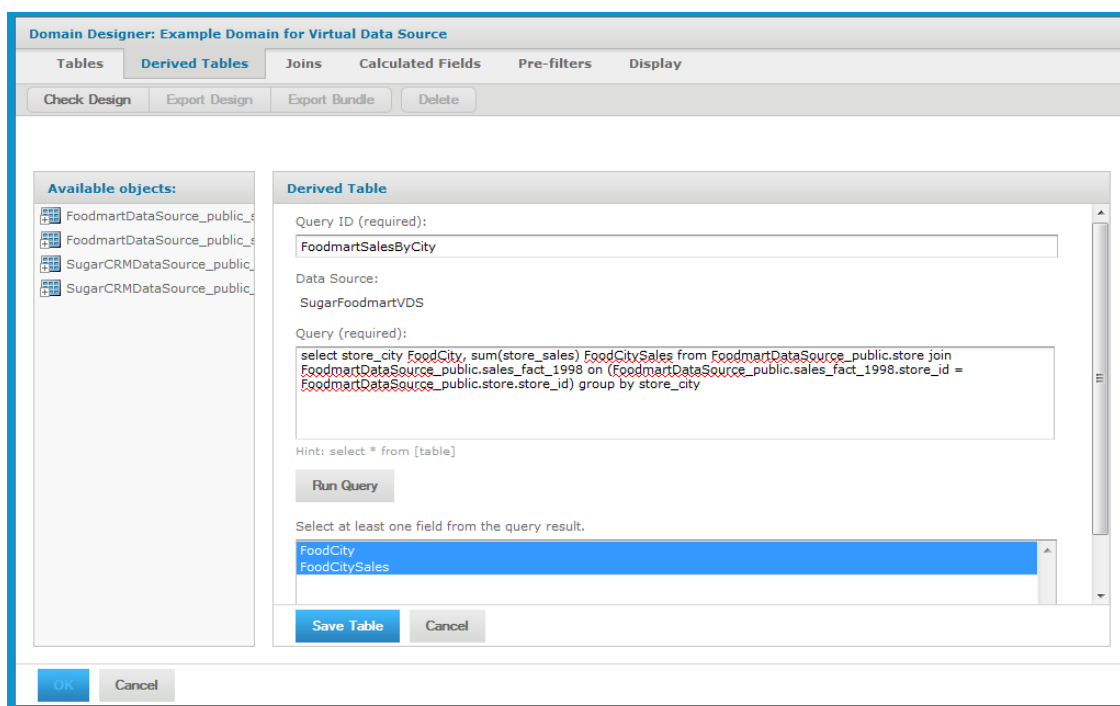 Domain Designer: Example Domain for Virtual Data Source
Tables Derived Tables Joins Calculated Fields Pre-filters Display
Check Design Export Design Export Bundle Delete
Available objects:
FoodmartDataSource_public_s
FoodmartDataSource_public_s
SugarCRMDataSource_public_
SugarCRMDataSource_public_
Derived Table
Query ID (required):
FoodmartSalesByCity
Data Source:
SugarFoodmartVDS
Query (required):
select store_city FoodCity, sum(store_sales) FoodCitySales from FoodmartDataSource_public.store join
FoodmartDataSource_public.sales_fact_1998 on (FoodmartDataSource_public.sales_fact_1998.store_id =
FoodmartDataSource_public.store.store_id) group by store_city
Hint: select * from [table]
Run Query
Select at least one field from the query result.
FoodCity
FoodCitySales
Save Table Cancel
OK Cancel